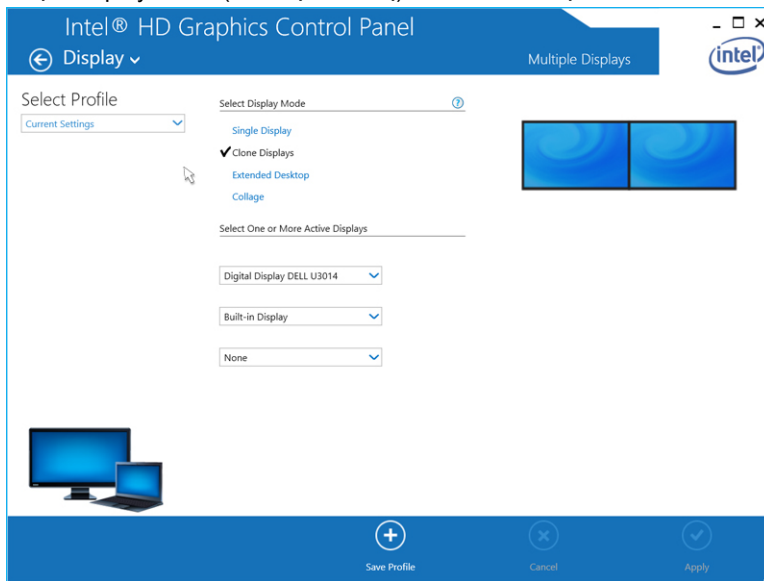 Intel® HD Graphics Control Panel
Display
Multiple Displays
intel
Select Profile
Current Settings
Select Display Mode
?
Single Display
Clone Displays
Extended Desktop
Collage
Select One or More Active Displays
Digital Display DELL U3014
Built-in Display
None
Save Profile
Cancel
Apply